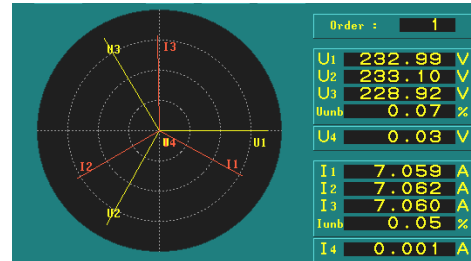 U3
I3
U4
U1
I2
I1
U2
Order : 1
U1 232.99 V
U2 233.10 V
U3 228.92 V
Uunb 0.07 %
U4 0.03 V
I1 7.059 A
I2 7.062 A
I3 7.060 A
Iunb 0.05 %
I4 0.001 A